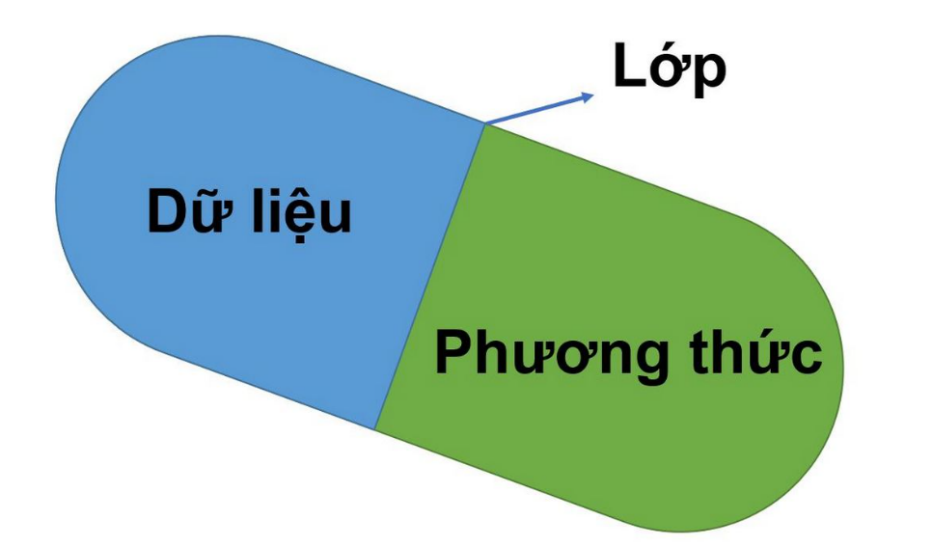 Lớp
Dữ liệu
Phương thức